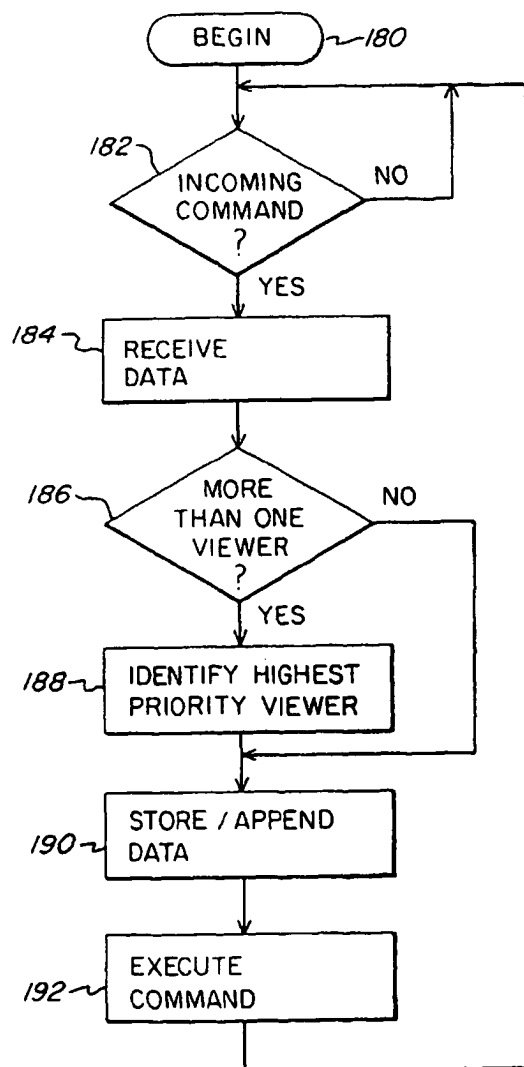 BEGIN
180
182
INCOMING
COMMAND
?
NO
YES
184
RECEIVE
DATA
186
MORE
THAN ONE
VIEWER
?
NO
YES
188
IDENTIFY HIGHEST
PRIORITY VIEWER
190
STORE / APPEND
DATA
192
EXECUTE
COMMAND